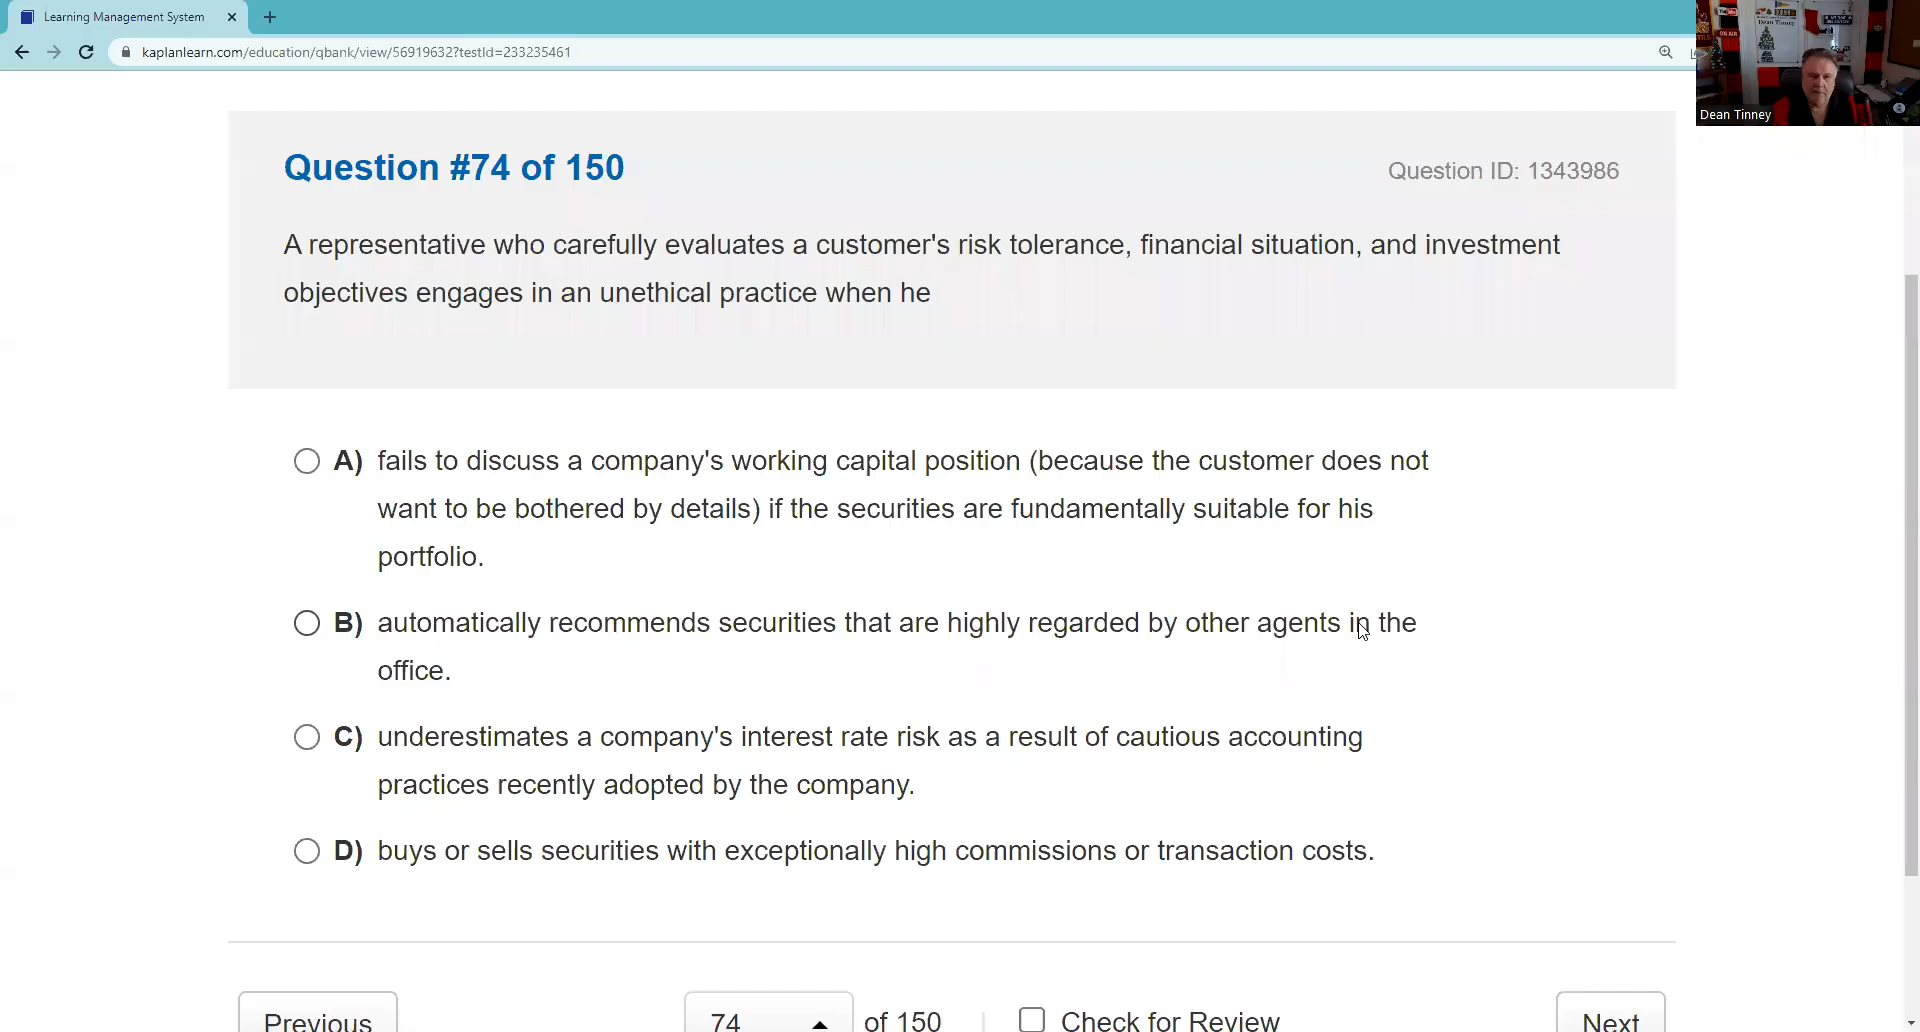 Learning Management System
kaplanlearn.com/education/qbank/view/56919632?testId=233235461
Dean Tinney
Question #74 of 150
Question ID: 1343986
A representative who carefully evaluates a customer's risk tolerance, financial situation, and investment
objectives engages in an unethical practice when he
A) fails to discuss a company's working capital position (because the customer does not
want to be bothered by details) if the securities are fundamentally suitable for his
portfolio.
B) automatically recommends securities that are highly regarded by other agents in the
office.
C) underestimates a company's interest rate risk as a result of cautious accounting
practices recently adopted by the company.
D) buys or sells securities with exceptionally high commissions or transaction costs.
Previous
74
of 150
Check for Review
Next